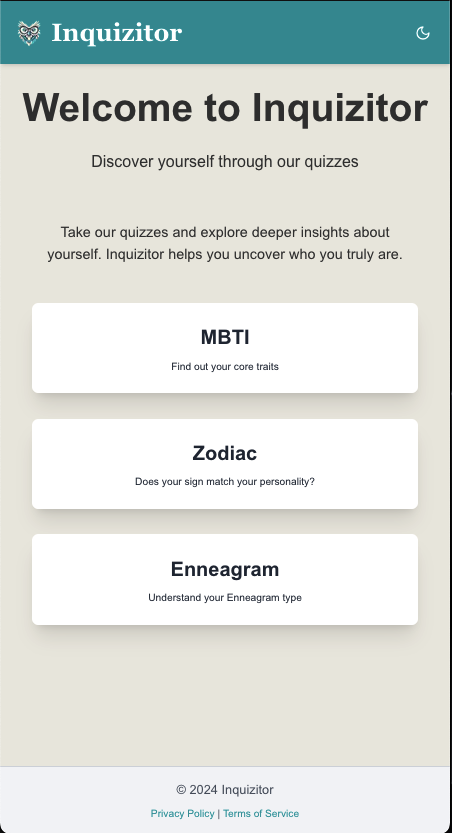 Inquizitor
Welcome to Inquizitor
Discover yourself through our quizzes
Take our quizzes and explore deeper insights about
yourself. Inquizitor helps you uncover who you truly are.
MBTI
Find out your core traits
Zodiac
Does your sign match your personality?
Enneagram
Understand your Enneagram type
© 2024 Inquizitor
Privacy Policy | Terms of Service